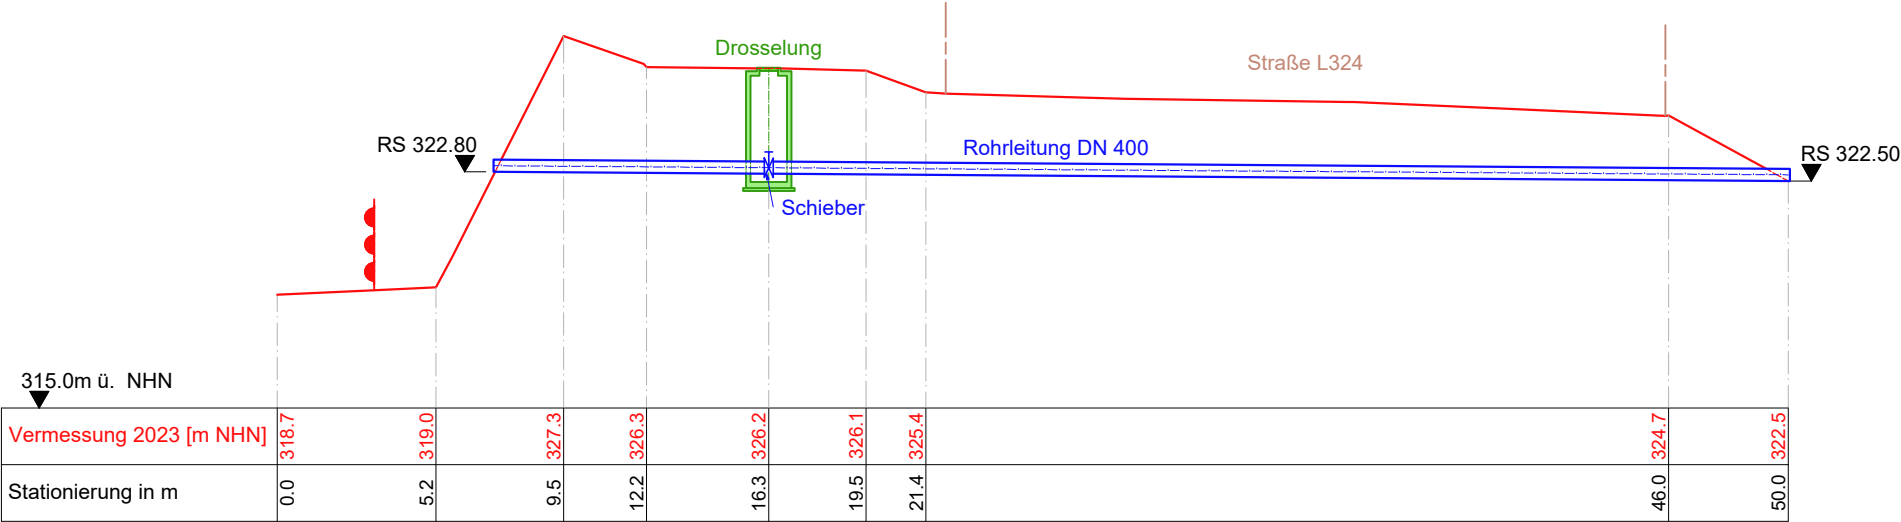 Drosselung
Straße L324
RS 322.80
Rohrleitung DN 400
RS 322.50
Schieber
315.0m ü. NHN
Vermessung 2023 [m NHN] 318.7 319.0 327.3 326.3 326.2 326.1 325.4 324.7 322.5
Stationierung in m 0.0 5.2 9.5 12.2 16.3 19.5 21.4 46.0 50.0